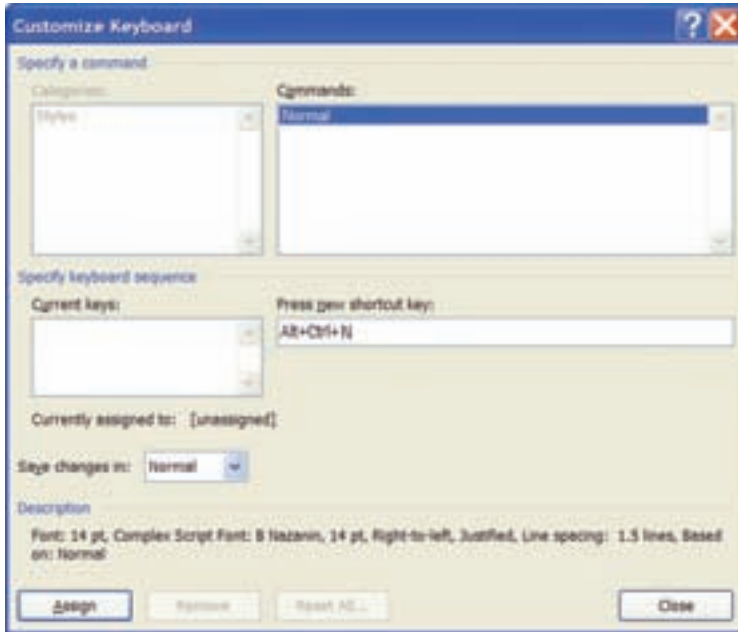 Customize Keyboard
Specify a command
Categories:
Commands:
Styles
Normal
Specify keyboard sequence
Current keys:
Press new shortcut key:
Alt+Ctrl+N
Currently assigned to: [unassigned]
Save changes in: Normal
Description
Font: 14 pt, Complex Script Font: B Nazanin, 14 pt, Right-to-left, Justified, Line spacing: 1.5 lines, Based
on: Normal
Assign
Remove
Reset All...
Close